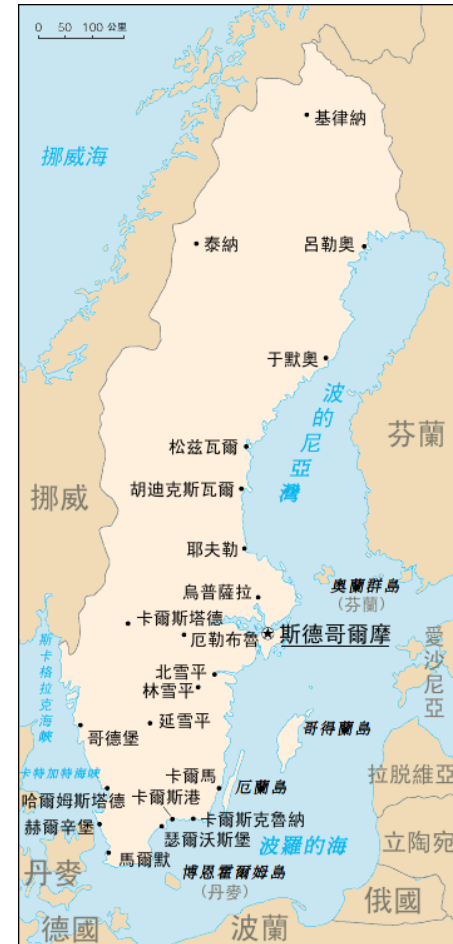 0 50 100 公里
基律納
挪威海
泰納
呂勒奧
于默奧
波的尼亞灣
芬蘭
松兹瓦爾
胡迪克斯瓦爾
挪威
耶夫勒
奧蘭群島
(芬蘭)
烏普薩拉
卡爾斯塔德
厄勒布魯
斯德哥爾摩
愛沙尼亞
斯卡格拉克海峽
北雪平
林雪平
延雪平
哥德堡
哥得蘭島
卡特加特海峽
卡爾馬
厄蘭島
拉脱維亞
哈爾姆斯塔德
卡爾斯港
赫爾辛堡
卡爾斯克魯納
瑟爾沃斯堡
波羅的海
立陶宛
馬爾默
博恩霍爾姆島
(丹麥)
丹麥
俄國
德國
波蘭